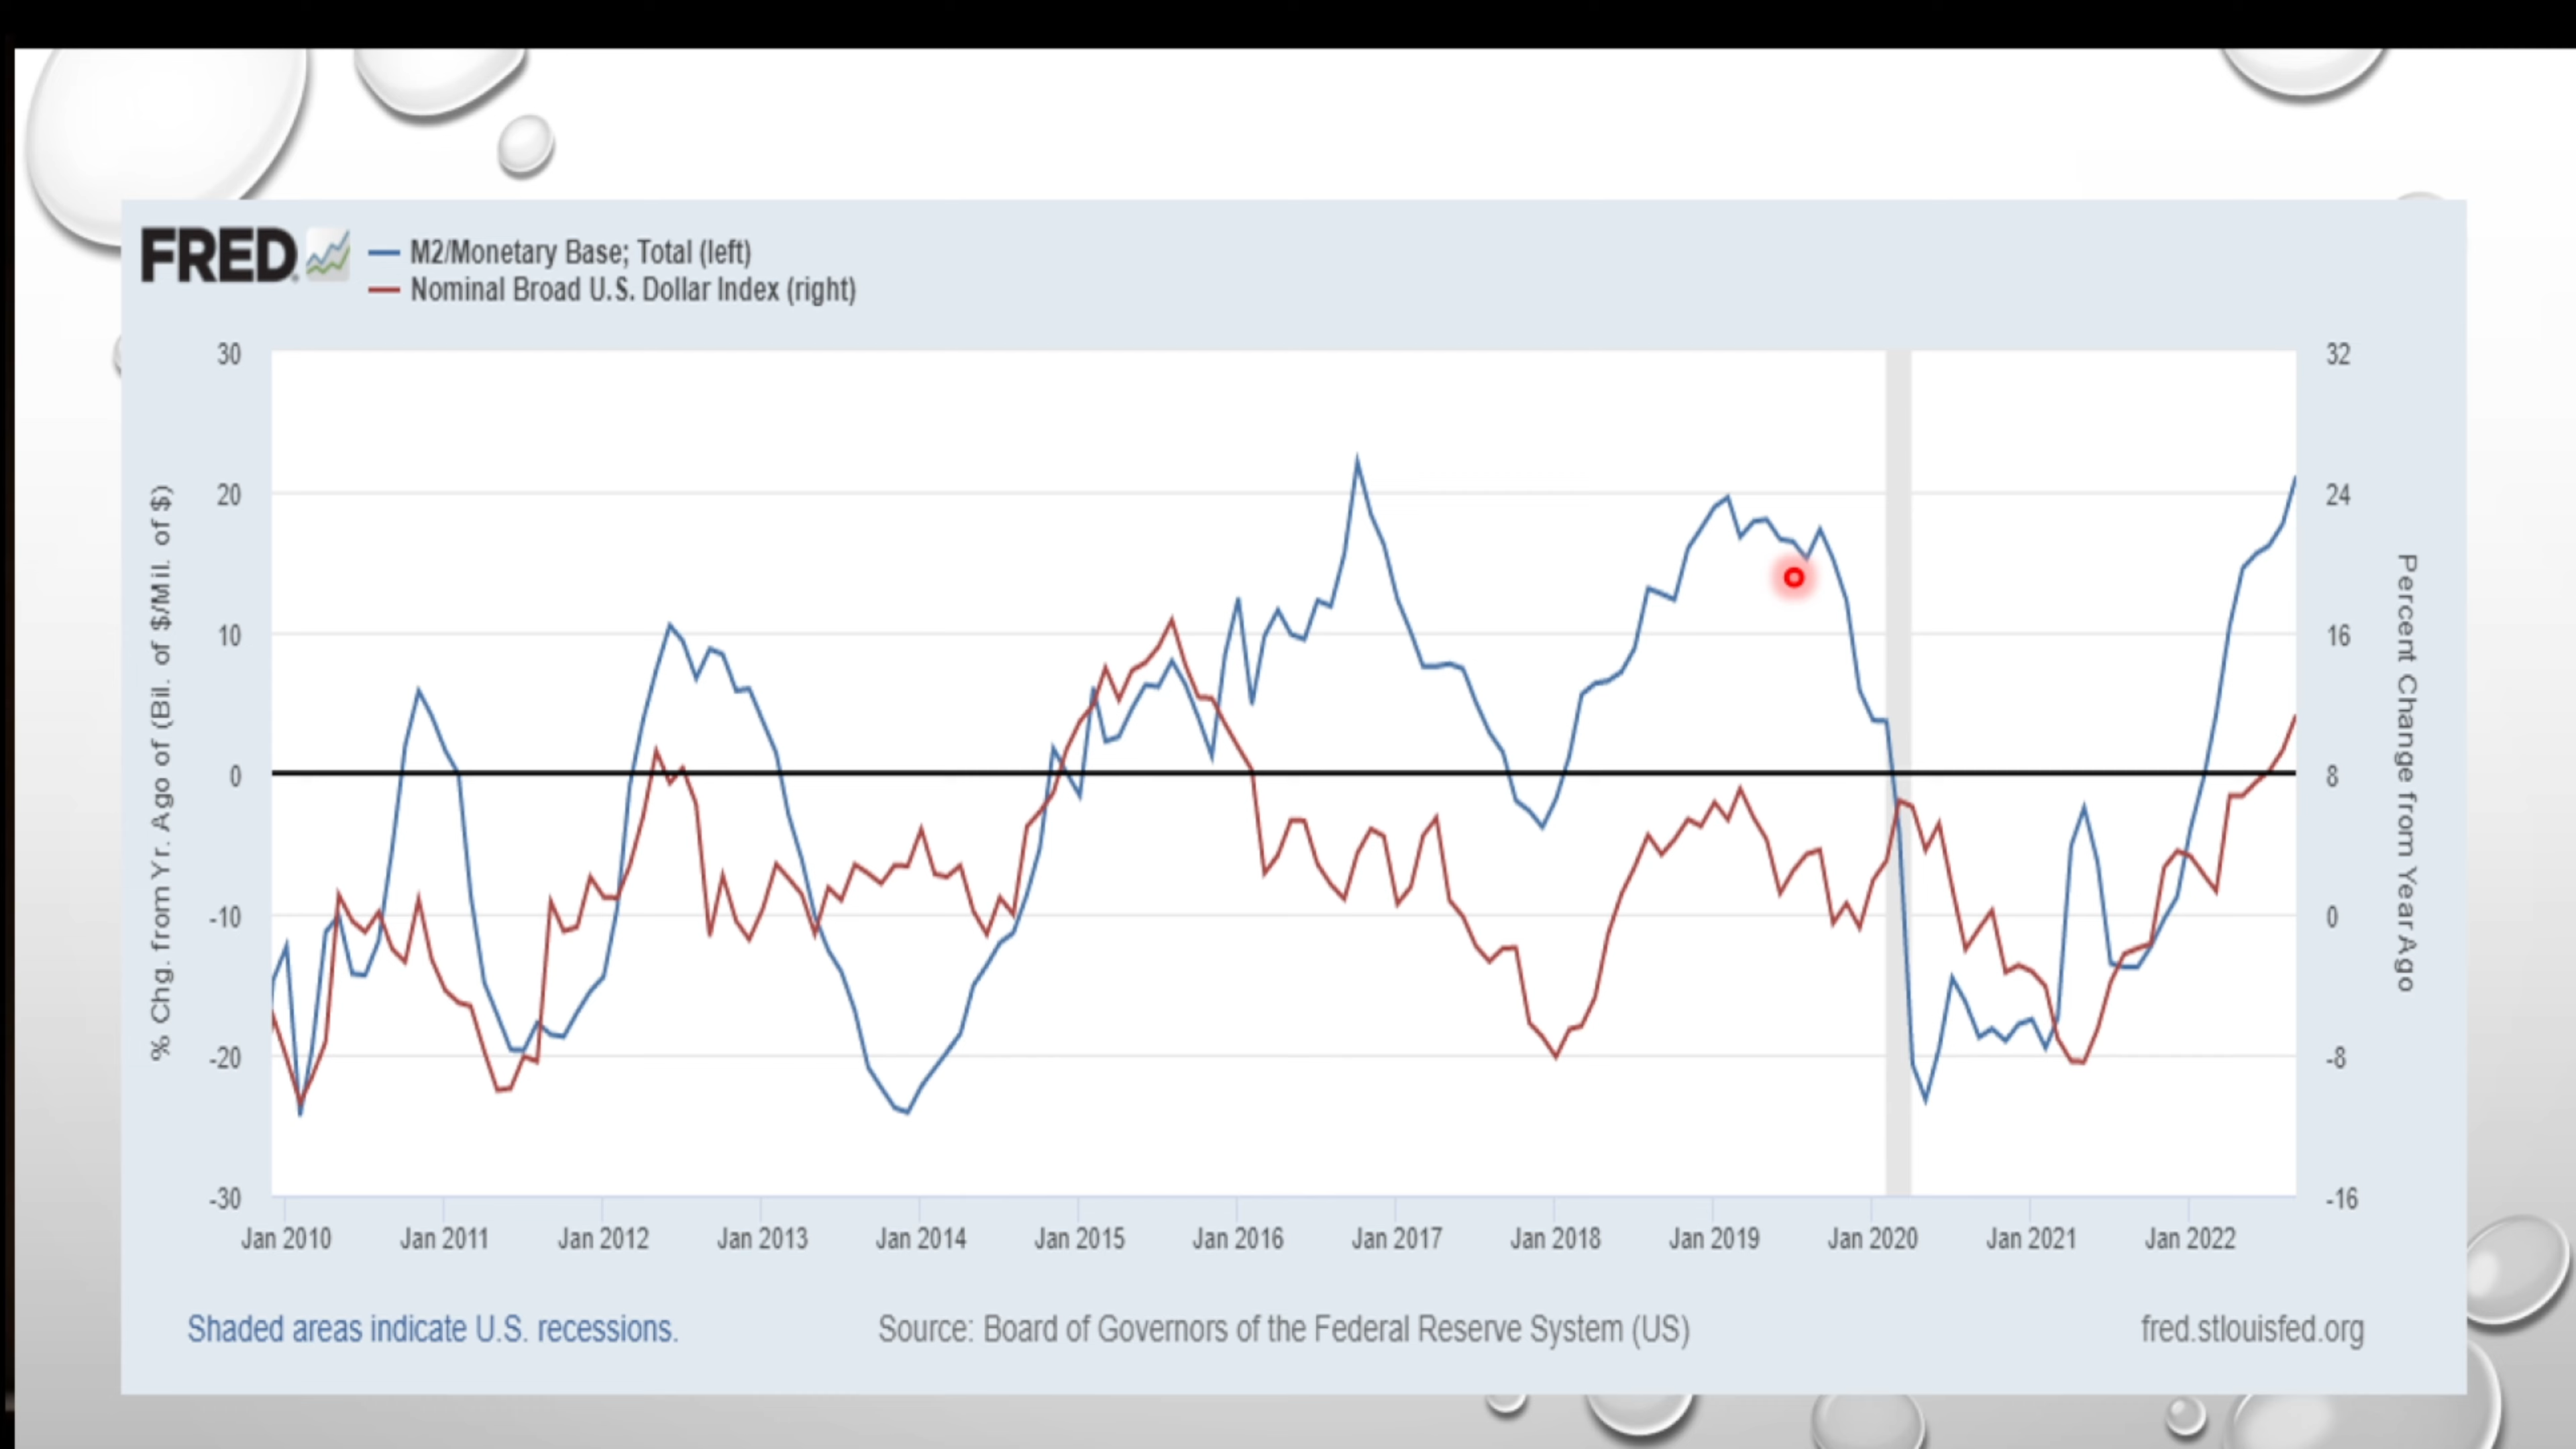 FRED
M2/Monetary Base; Total (left)
Nominal Broad U.S. Dollar Index (right)
% Chg. from Yr. Ago of (Bil. of $/Mil. of $)
30
20
10
0
-10
-20
-30
32
24
16
8
0
-8
-16
Percent Change from Year Ago
Jan 2010 Jan 2011 Jan 2012 Jan 2013 Jan 2014 Jan 2015 Jan 2016 Jan 2017 Jan 2018 Jan 2019 Jan 2020 Jan 2021 Jan 2022
Shaded areas indicate U.S. recessions.
Source: Board of Governors of the Federal Reserve System (US)
fred.stlouisfed.org